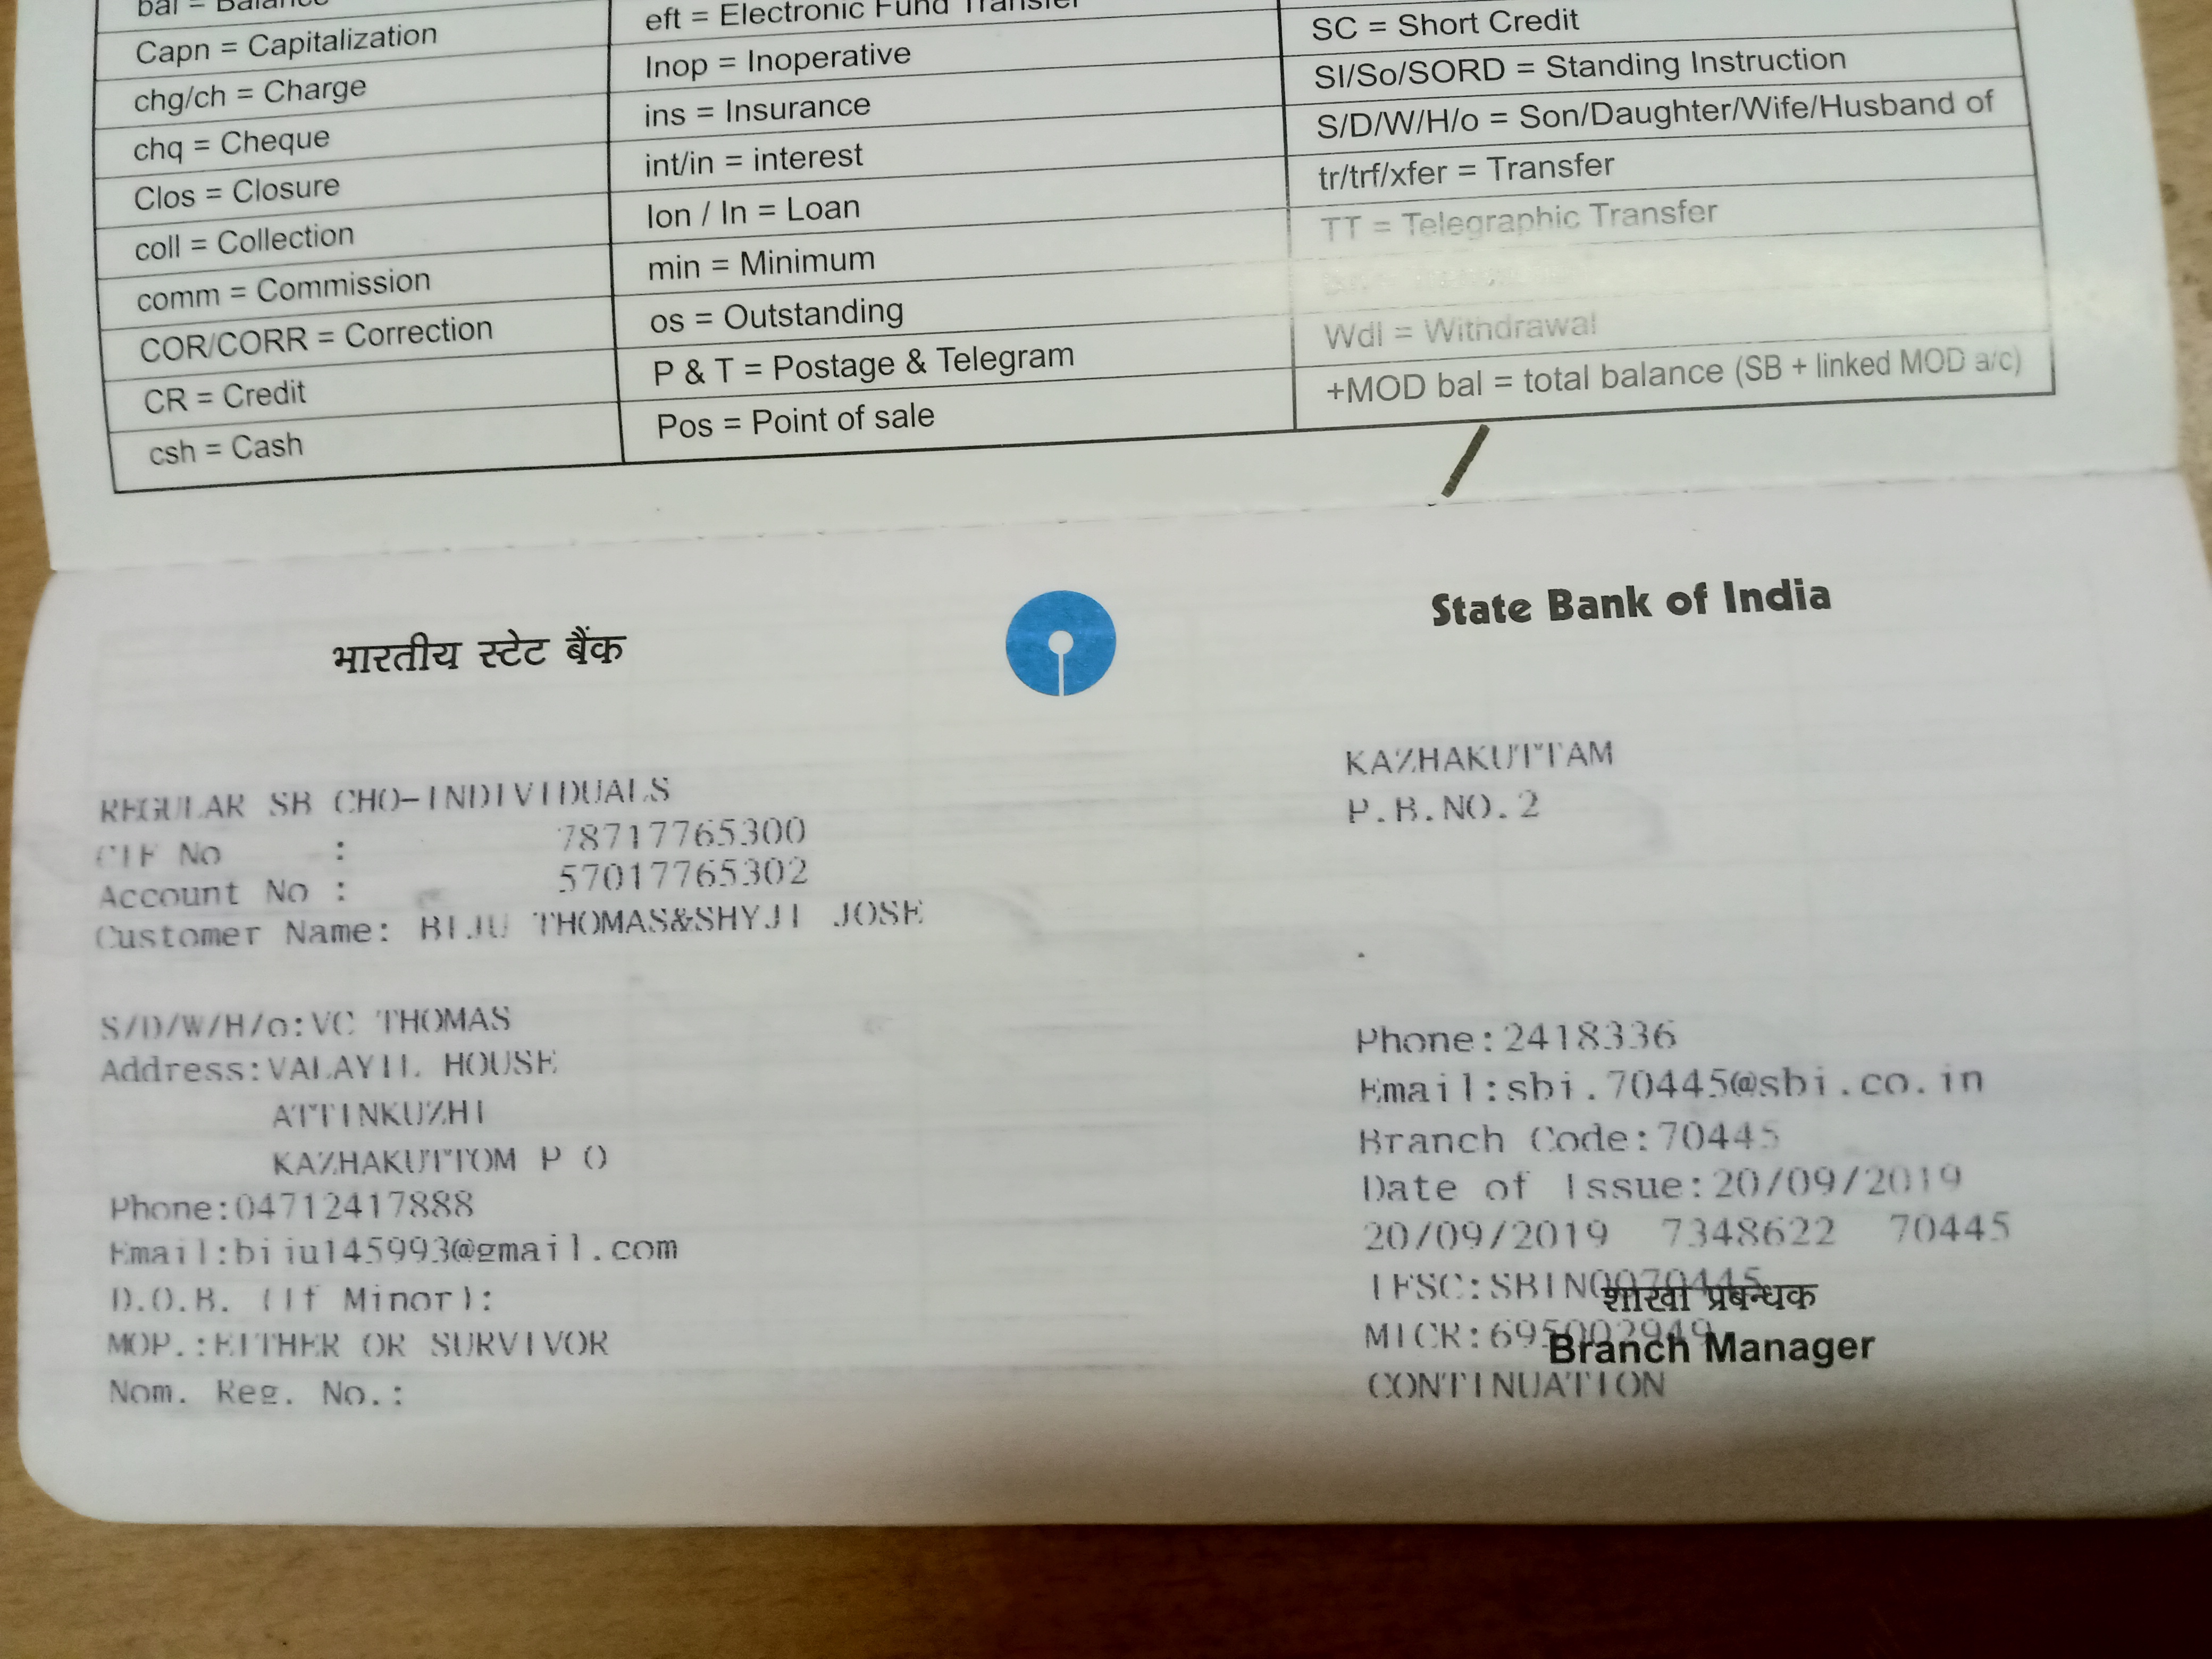 bal = Balance
Capn = Capitalization
chg/ch = Charge
chq = Cheque
Clos = Closure
coll = Collection
comm = Commission
COR/CORR = Correction
CR = Credit
csh = Cash
eft = Electronic Fund Transfer
Inop = Inoperative
ins = Insurance
int/in = interest
lon / ln = Loan
min = Minimum
os = Outstanding
P & T = Postage & Telegram
Pos = Point of sale
SC = Short Credit
SI/So/SORD = Standing Instruction
S/D/W/H/o = Son/Daughter/Wife/Husband of
tr/trf/xfer = Transfer
TT = Telegraphic Transfer
Wdl = Withdrawal
+MOD bal = total balance (SB + linked MOD a/c)
भारतीय स्टेट बैंक
State Bank of India
REGULAR SB CHQ-INDIVIDUALS
CIF No : 78717765300
Account No : 57017765302
Customer Name: BIJU THOMAS&SHYJI JOSE
S/D/W/H/o:VC THOMAS
Address:VALAYIL HOUSE
ATTINKUZHI
KAZHAKUTTOM P O
Phone:04712417888
Email:biju145993@gmail.com
D.O.B. (If Minor):
MOP.:EITHER OR SURVIVOR
Nom. Reg. No.:
KAZHAKUTTAM
P.B.NO.2
Phone:2418336
Email:sbi.70445@sbi.co.in
Branch Code:70445
Date of Issue:20/09/2019
20/09/2019 7348622 70445
IFSC:SBIN0070445
शाखा प्रबन्धक
MICR:695002949
Branch Manager
CONTINUATION